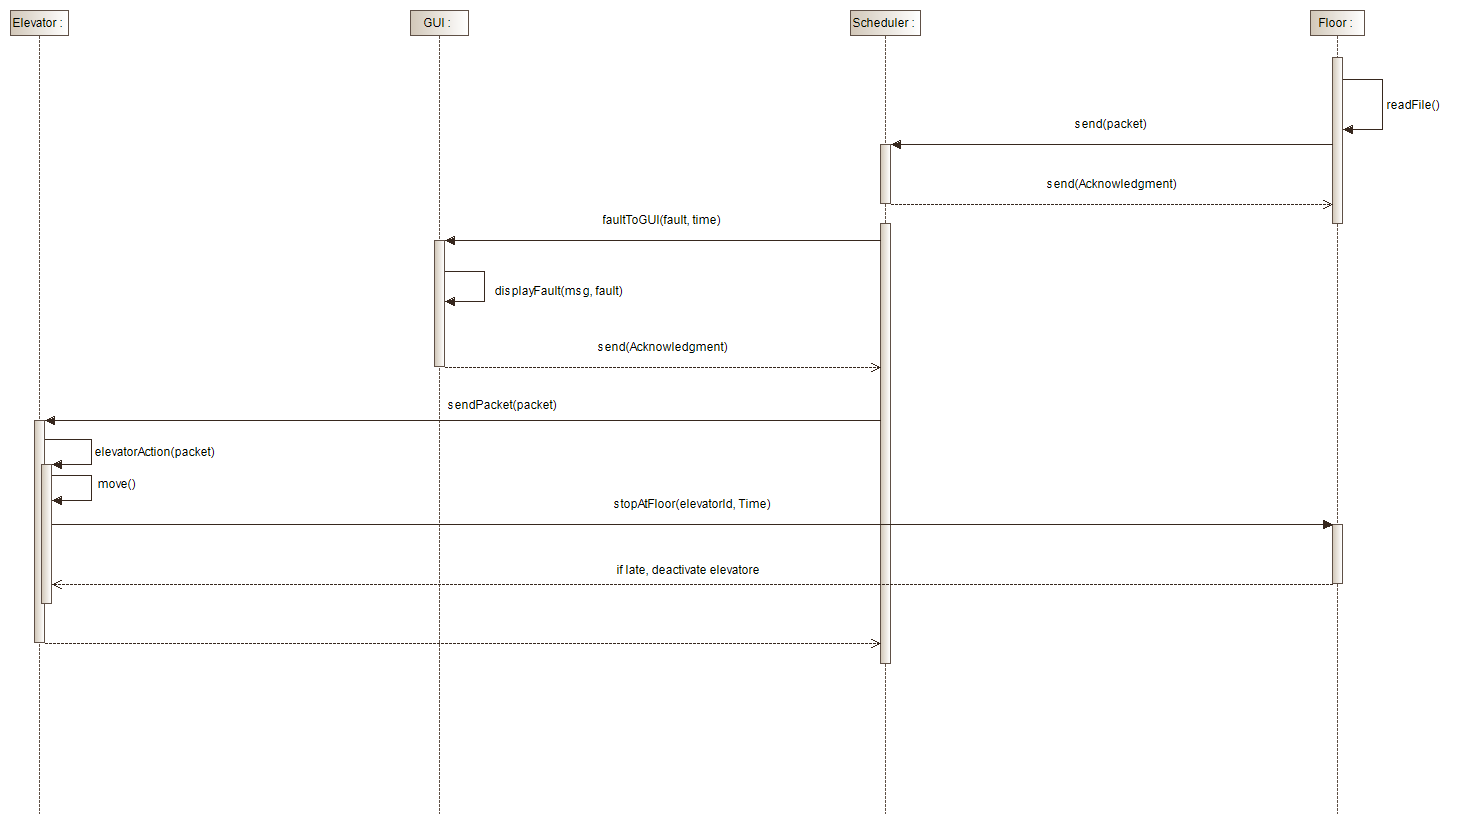 Elevator :
GUI :
Scheduler :
Floor :
readFile()
send(packet)
send(Acknowledgment)
faultToGUI(fault, time)
displayFault(msg, fault)
send(Acknowledgment)
sendPacket(packet)
elevatorAction(packet)
move()
stopAtFloor(elevatorId, Time)
if late, deactivate elevatore